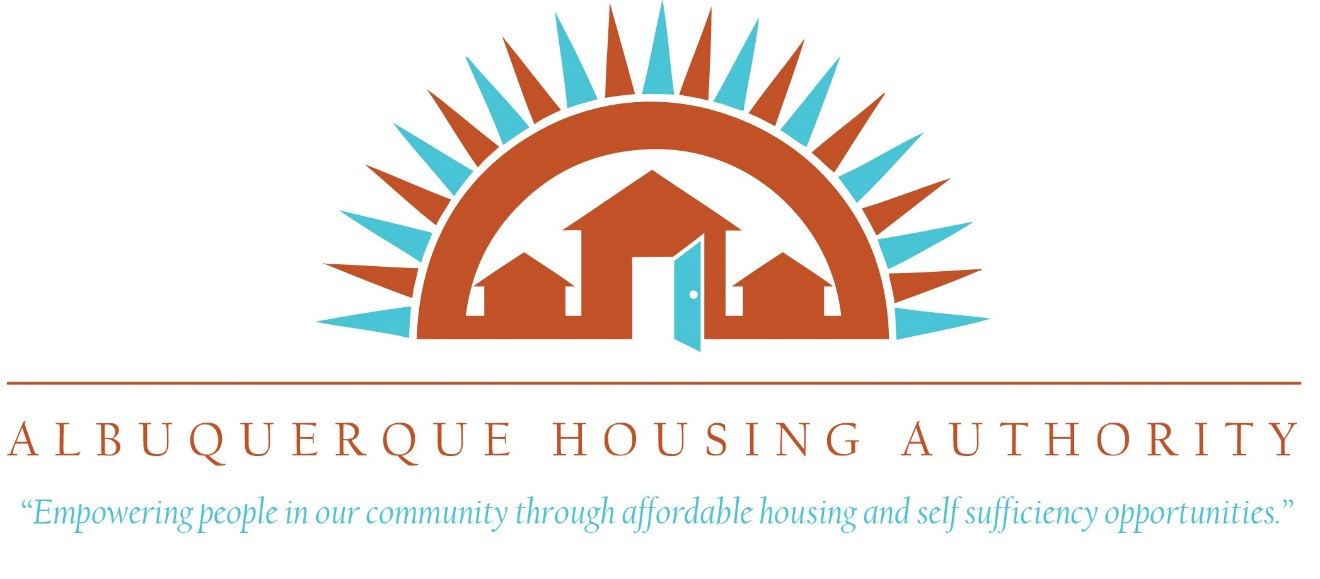 ALBUQUERQUE HOUSING AUTHORITY
“Empowering people in our community through affordable housing and self sufficiency opportunities.”